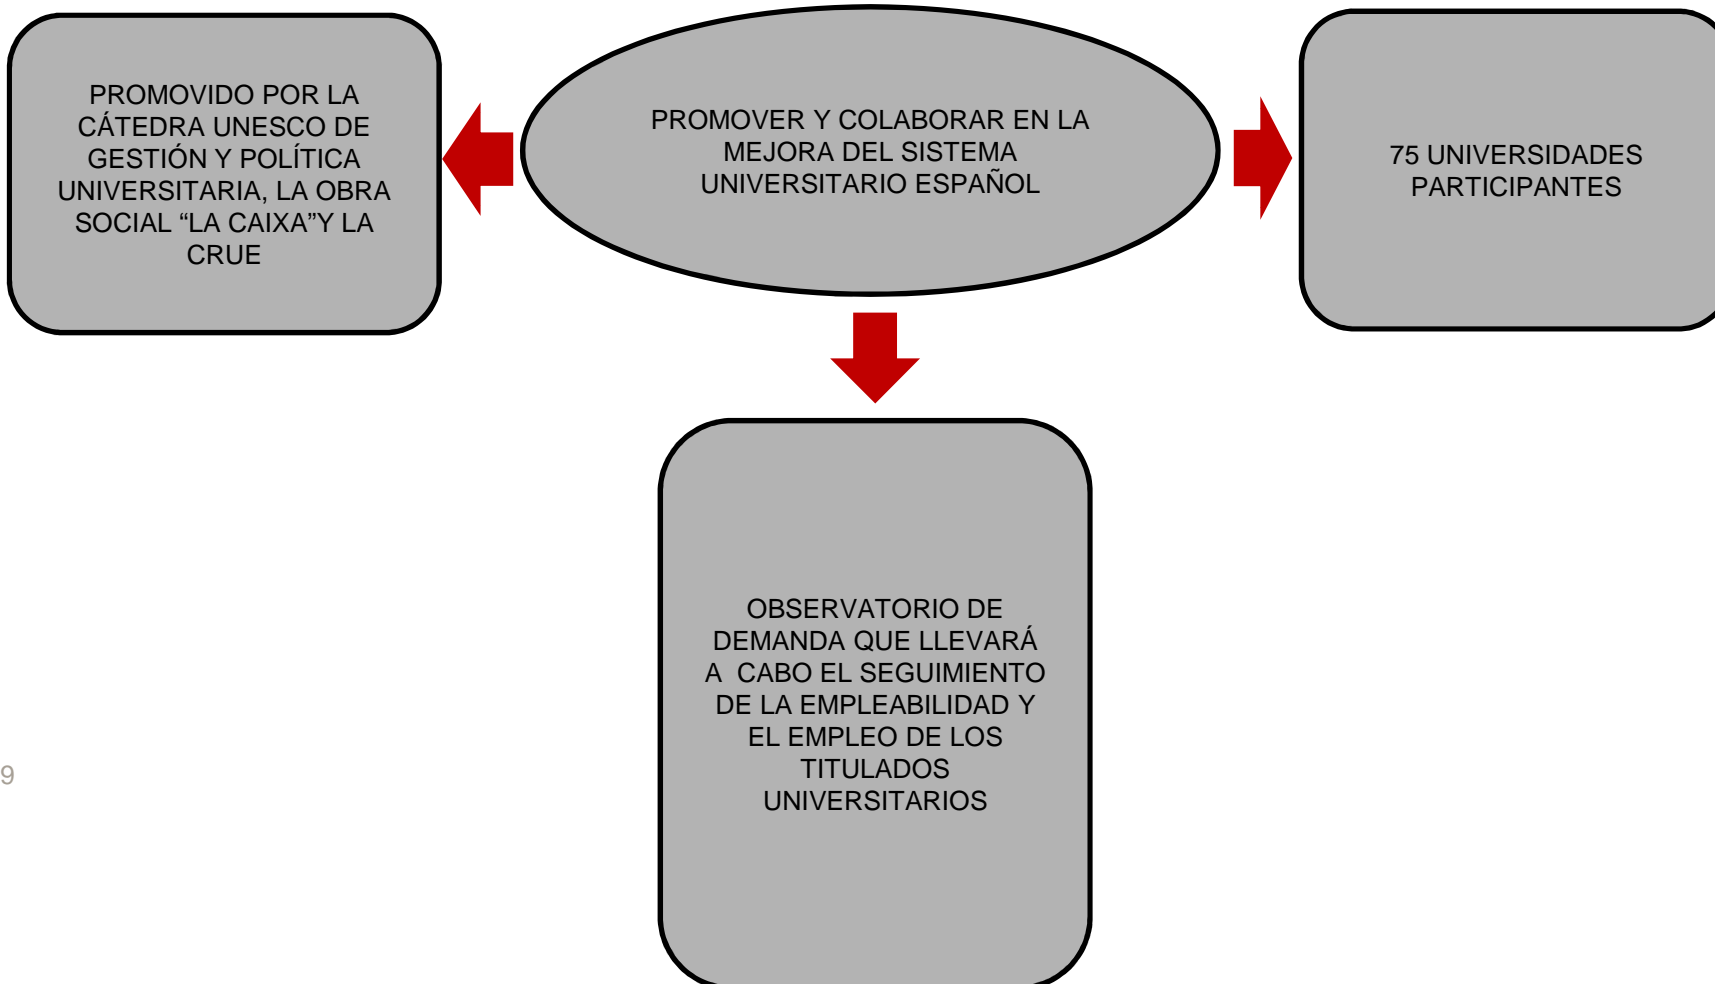 PROMOVIDO POR LA
CÁTEDRA UNESCO DE
GESTIÓN Y POLÍTICA
UNIVERSITARIA, LA OBRA
SOCIAL “LA CAIXA”Y LA
CRUE
PROMOVER Y COLABORAR EN LA
MEJORA DEL SISTEMA
UNIVERSITARIO ESPAÑOL
75 UNIVERSIDADES
PARTICIPANTES
OBSERVATORIO DE
DEMANDA QUE LLEVARÁ
A  CABO EL SEGUIMIENTO
DE LA EMPLEABILIDAD Y
EL EMPLEO DE LOS
TITULADOS
UNIVERSITARIOS
9